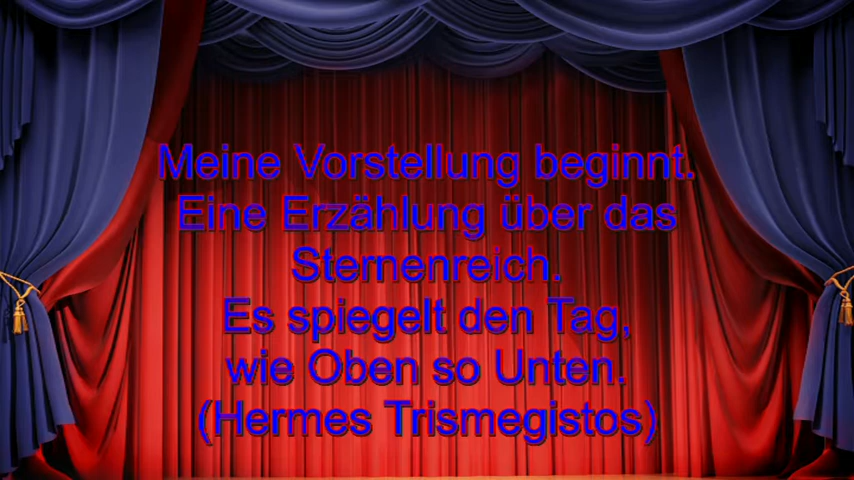 Meine Vorstellung beginnt.
Eine Erzählung über das
Sternenreich.
Es spiegelt den Tag,
wie Oben so Unten.
(Hermes Trismegistos)